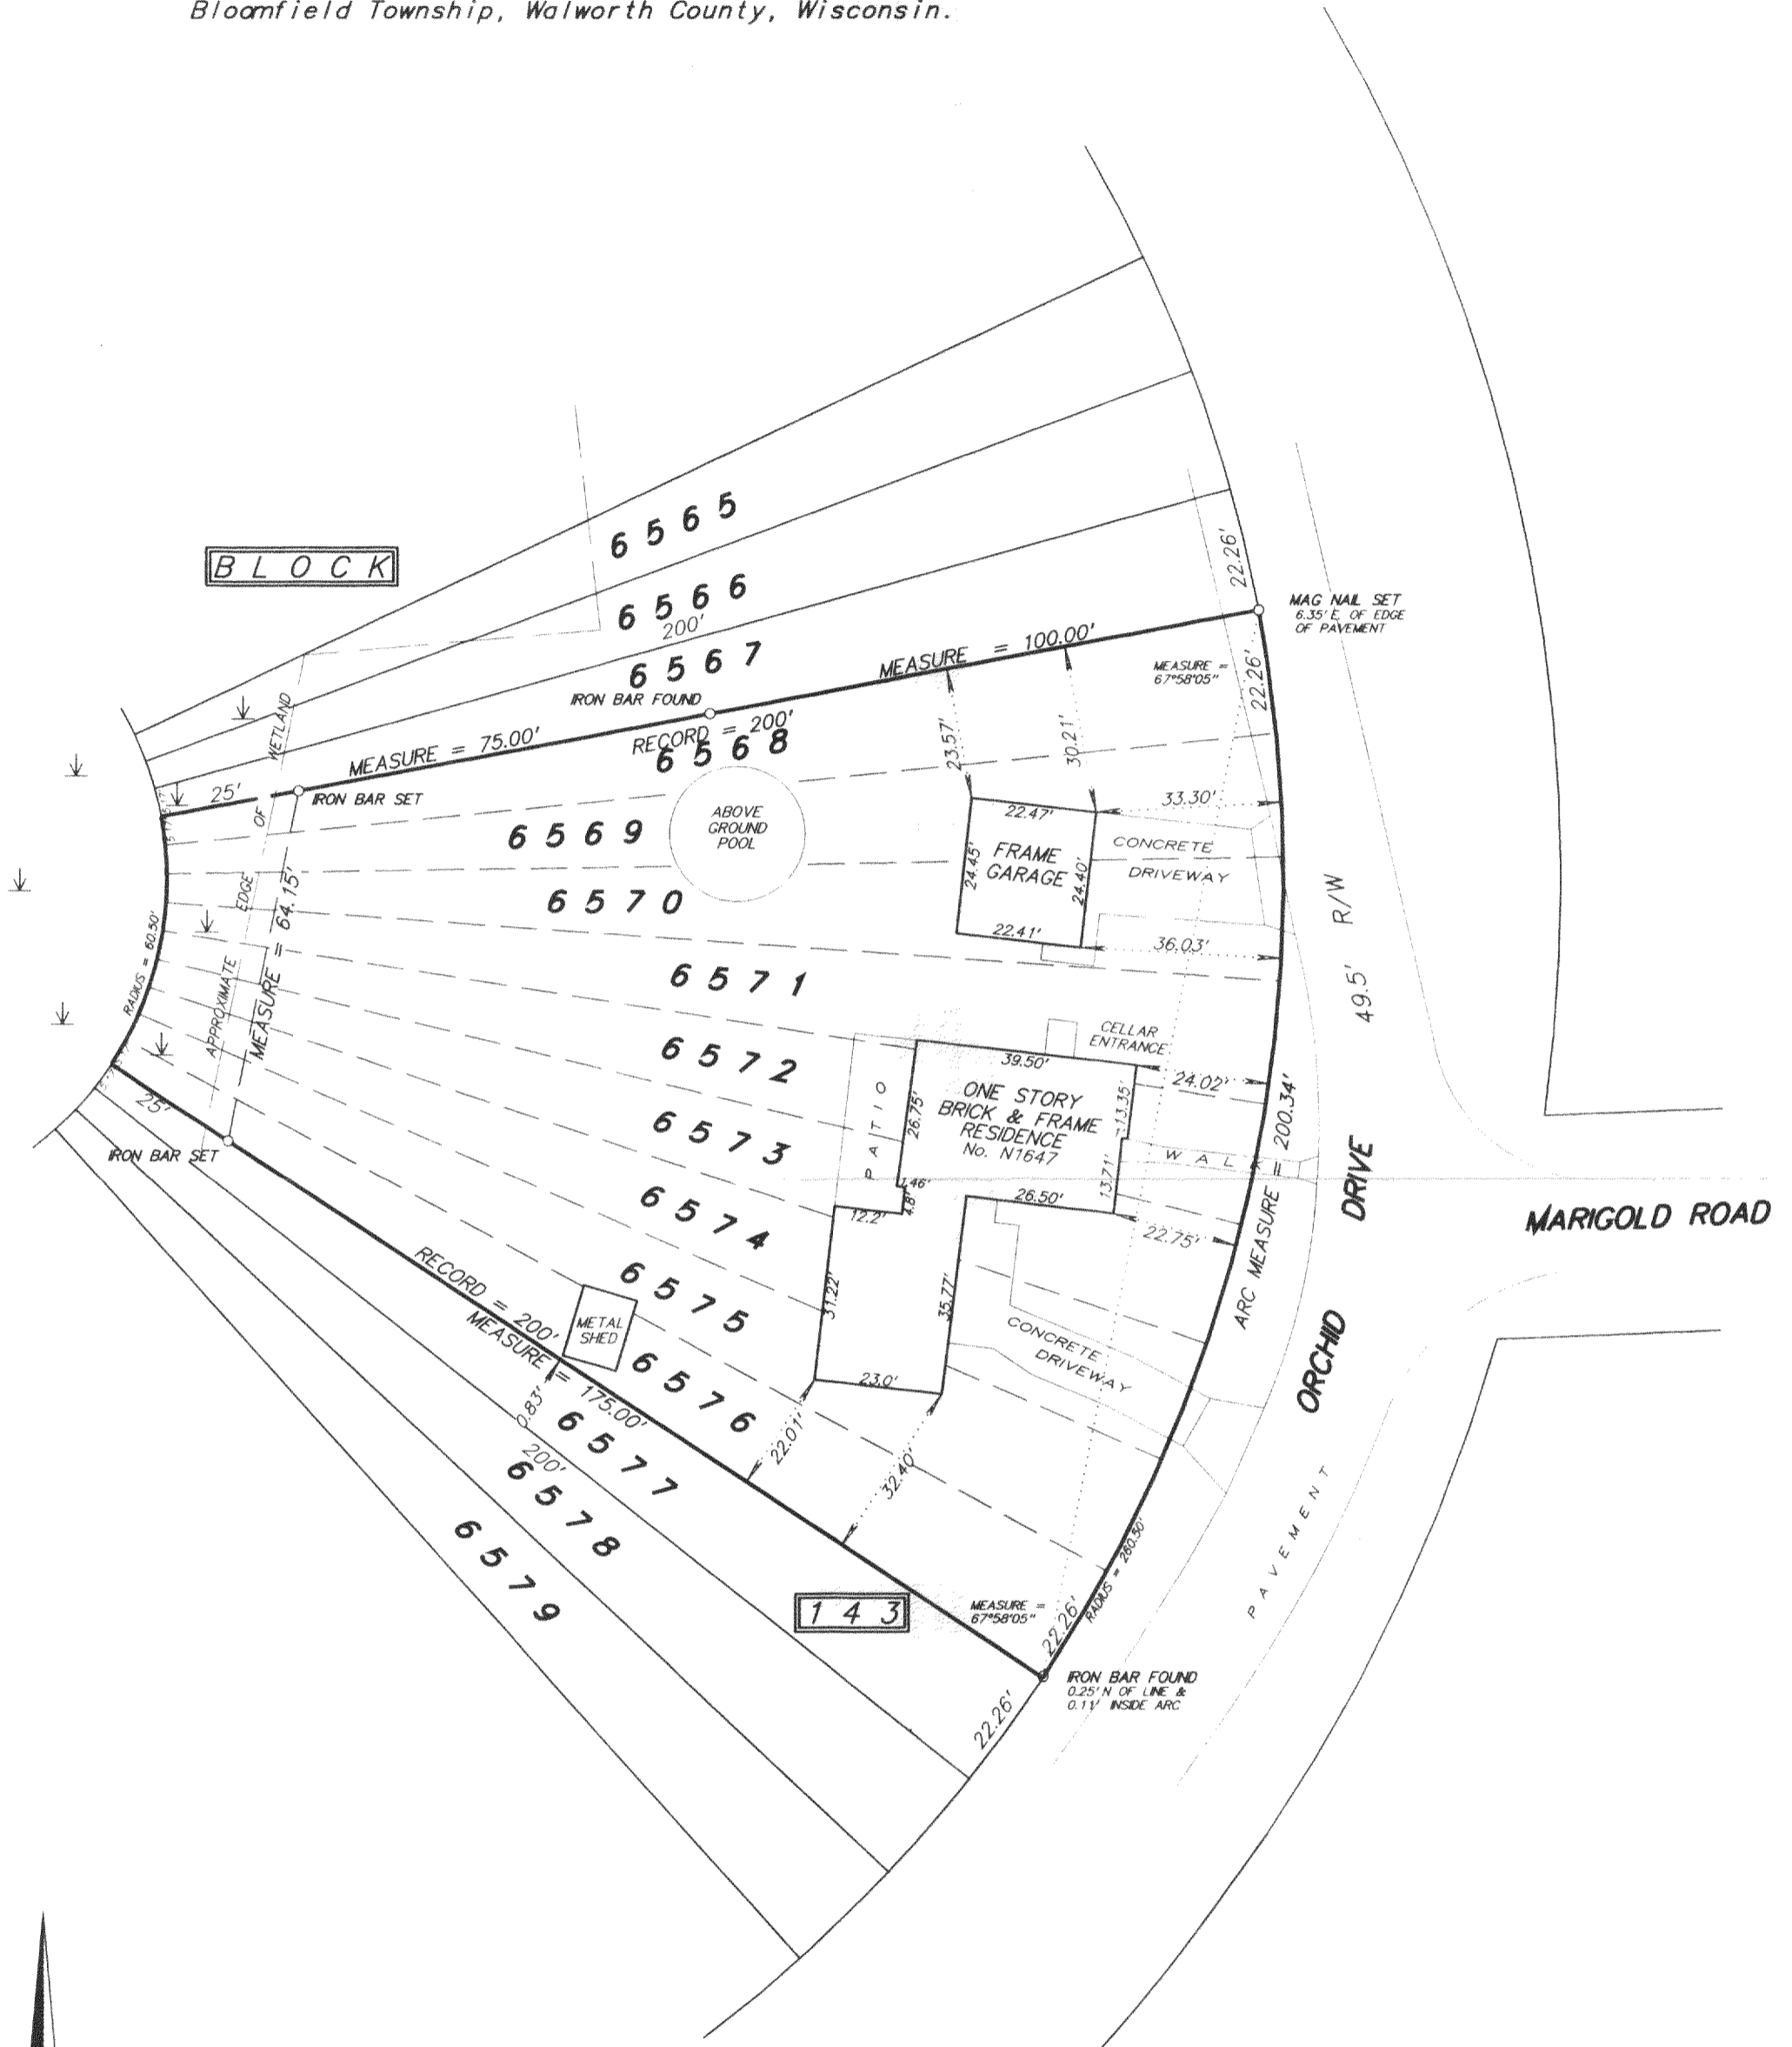 Bloomfield Township, Walworth County, Wisconsin.
BLOCK
6565
6566
200'
6567
22.26'
MAG NAIL SET
6.35' E. OF EDGE
OF PAVEMENT
MEASURE = 100.00'
MEASURE =
67°58'05"
22.26'
IRON BAR FOUND
RECORD = 200'
6568
MEASURE = 75.00'
25'
IRON BAR SET
23.57'
30.21'
33.30'
ABOVE
GROUND
POOL
22.47'
FRAME
GARAGE
24.45'
24.40'
22.41'
CONCRETE
DRIVEWAY
36.03'
6569
6570
6571
APPROXIMATE EDGE OF WETLAND
MEASURE = 64.15'
RADIUS = 60.50'
49.5' R/W
6572
CELLAR
ENTRANCE
39.50'
24.02'
PATIO
26.75'
ONE STORY
BRICK & FRAME
RESIDENCE
No. N1647
13.35'
13.71'
WALK
6573
25'
IRON BAR SET
12.2'
4.8'
26.50'
22.75'
ARC MEASURE = 200.34'
ORCHID DRIVE
MARIGOLD ROAD
6574
31.22'
35.77'
6575
RECORD = 200'
MEASURE = 175.00'
METAL
SHED
0.83'
CONCRETE
DRIVEWAY
23.0'
6576
22.01'
32.40'
6577
200'
6578
6579
PAVEMENT
RADIUS = 260.50'
143
MEASURE =
67°58'05"
22.26'
IRON BAR FOUND
0.25' N OF LINE &
0.11' INSIDE ARC
22.26'